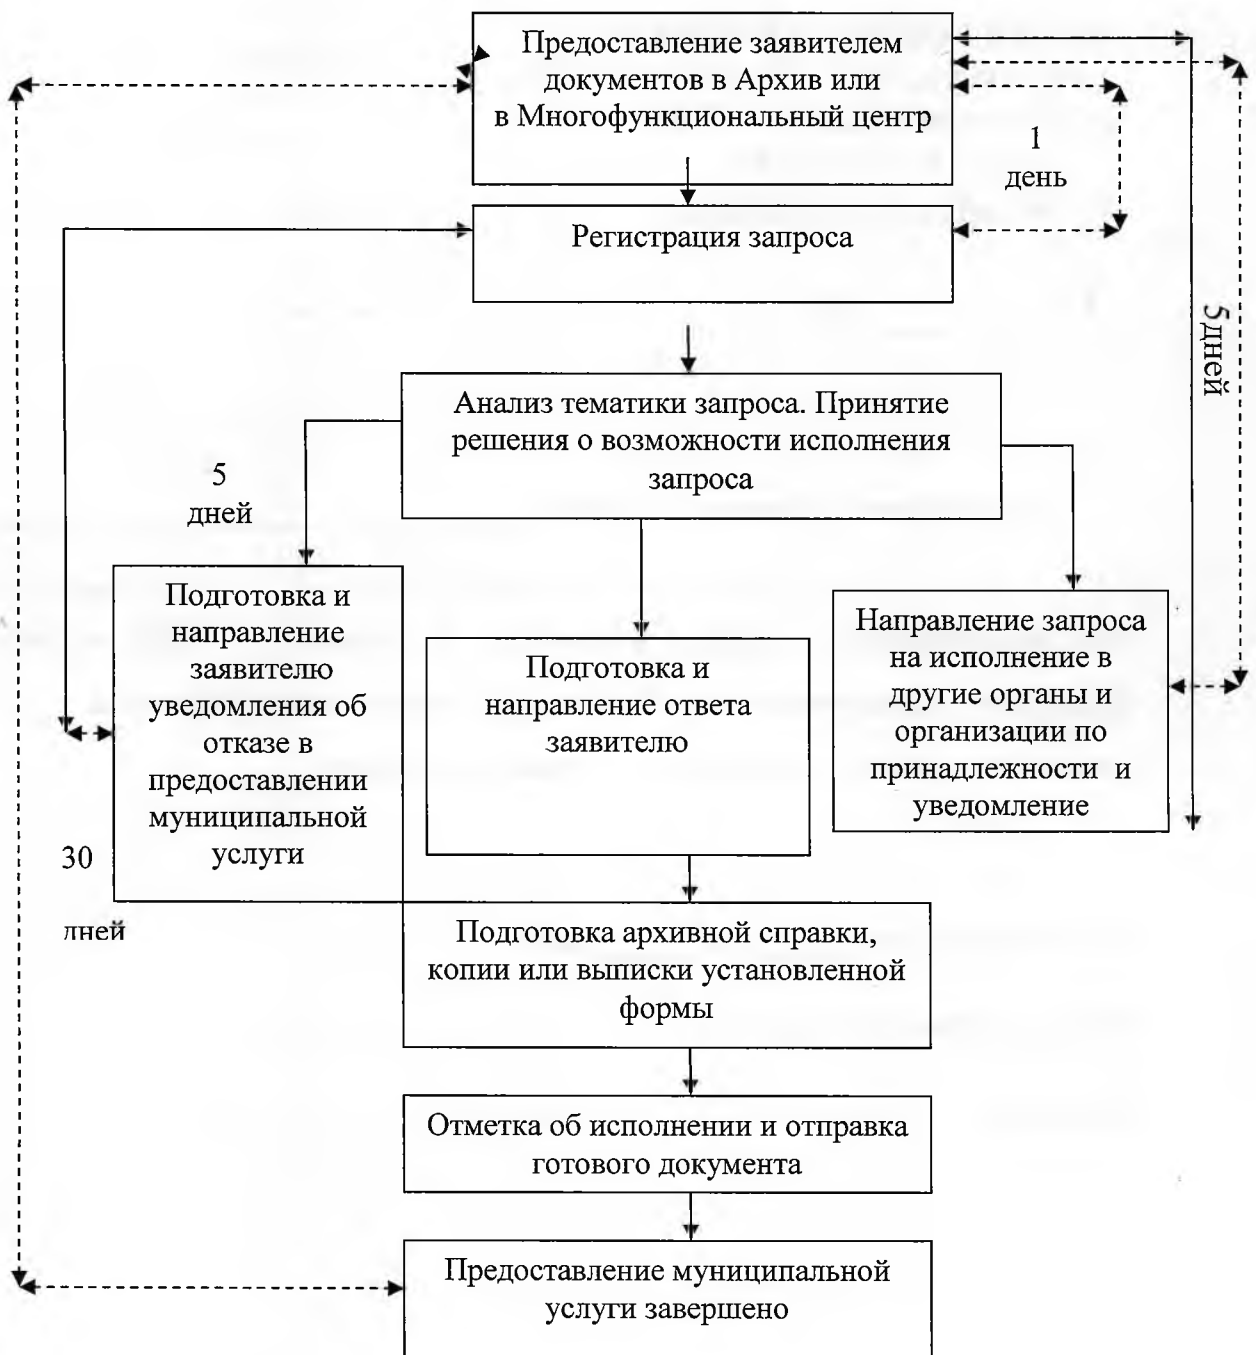 Предоставление заявителем
документов в Архив или
в Многофункциональный центр
1
день
Регистрация запроса
5 дней
Анализ тематики запроса. Принятие
решения о возможности исполнения
запроса
5
дней
Подготовка и
направление
заявителю
уведомления об
отказе в
предоставлении
муниципальной
услуги
Подготовка и
направление ответа
заявителю
Направление запроса
на исполнение в
другие органы и
организации по
принадлежности и
уведомление
30
дней
Подготовка архивной справки,
копии или выписки установленной
формы
Отметка об исполнении и отправка
готового документа
Предоставление муниципальной
услуги завершено